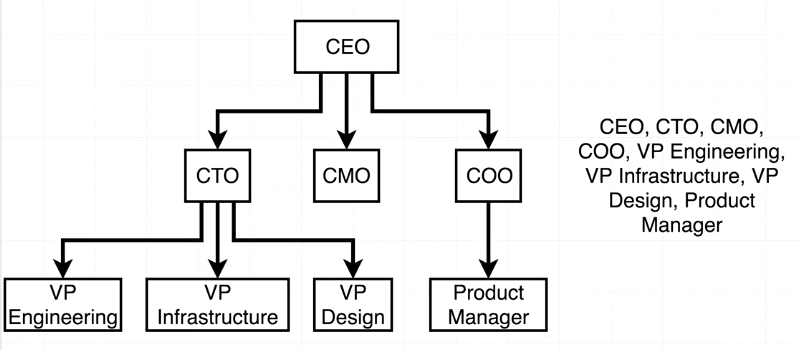 CEO
CTO
CMO
COO
VP
Engineering
VP
Infrastructure
VP
Design
Product
Manager
CEO, CTO, CMO,
COO, VP Engineering,
VP Infrastructure, VP
Design, Product
Manager